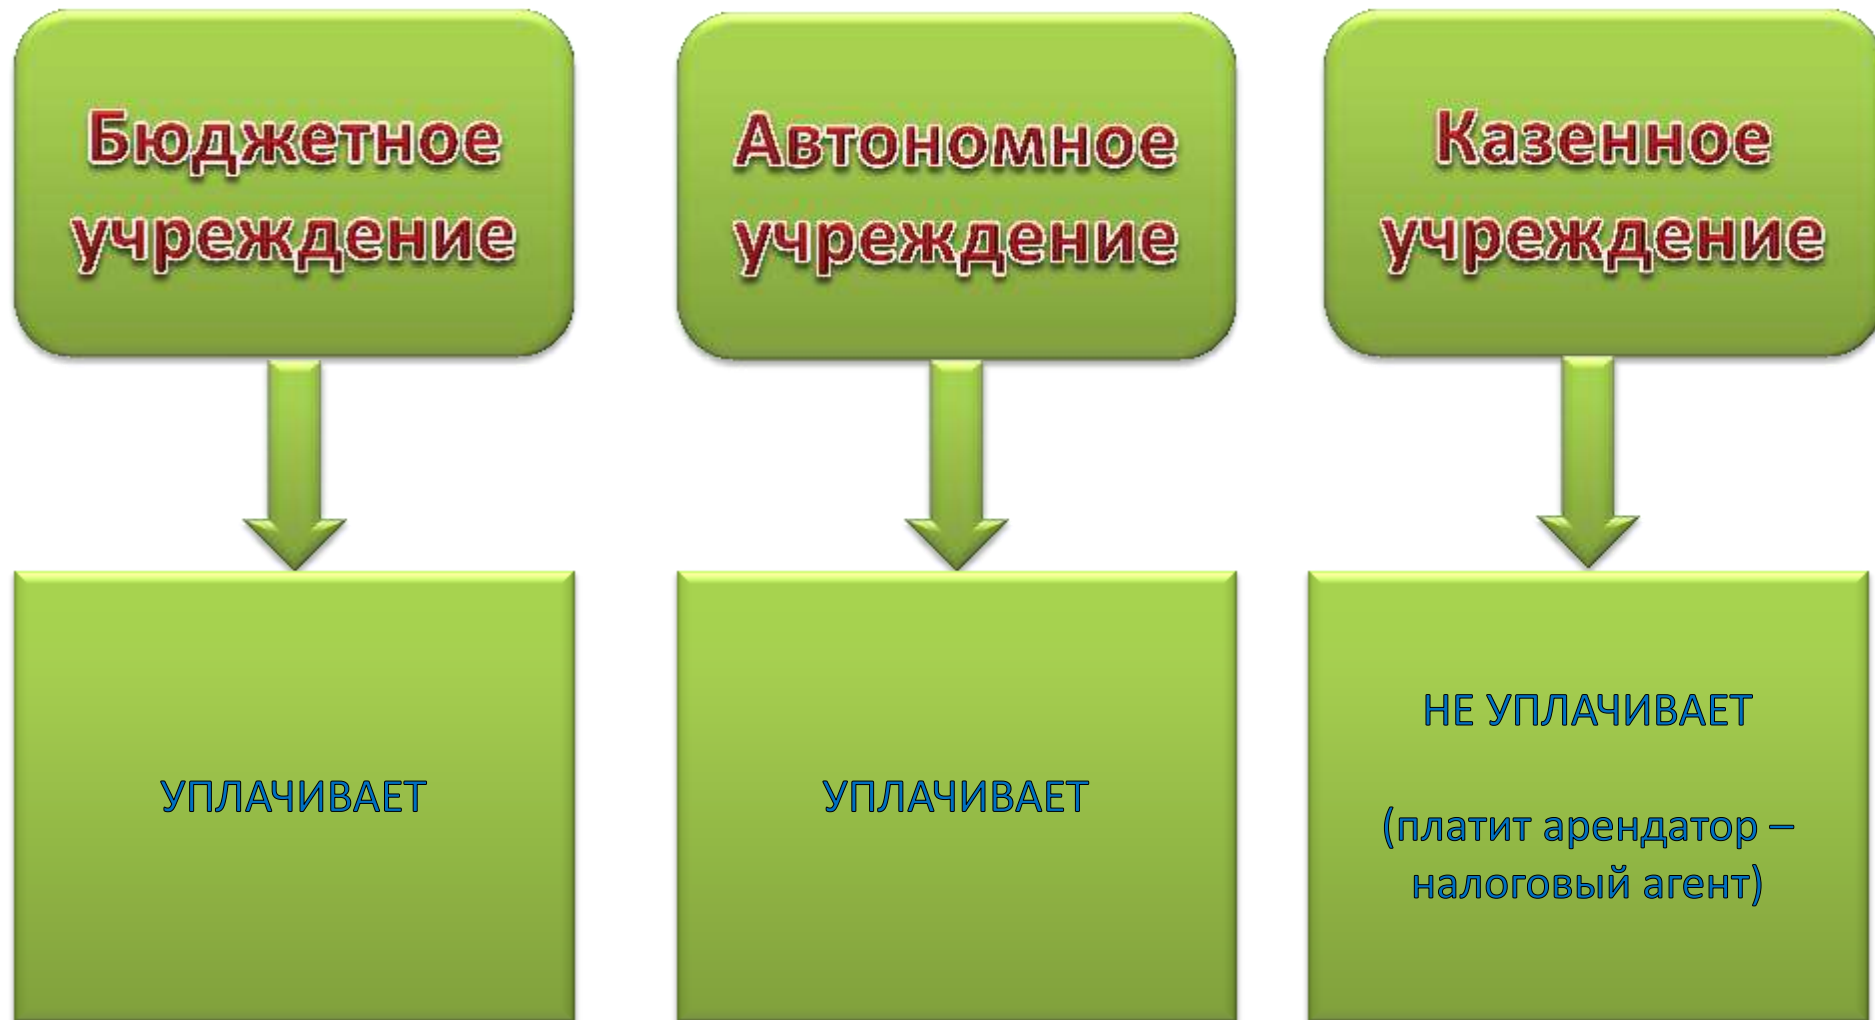 Бюджетное
учреждение
Автономное
учреждение
Казенное
учреждение
УПЛАЧИВАЕТ
УПЛАЧИВАЕТ
НЕ УПЛАЧИВАЕТ
(платит арендатор –
налоговый агент)